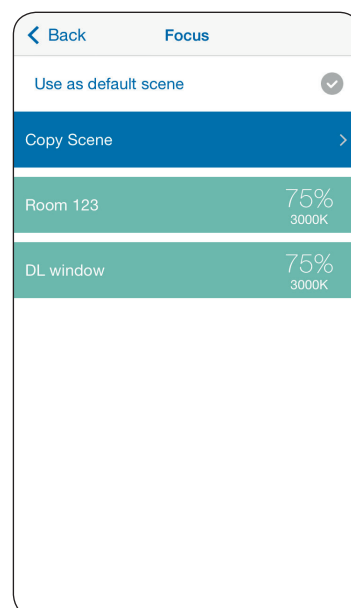 Back
Focus
Use as default scene
Copy Scene
Room 123
75%
3000K
DL window
75%
3000K